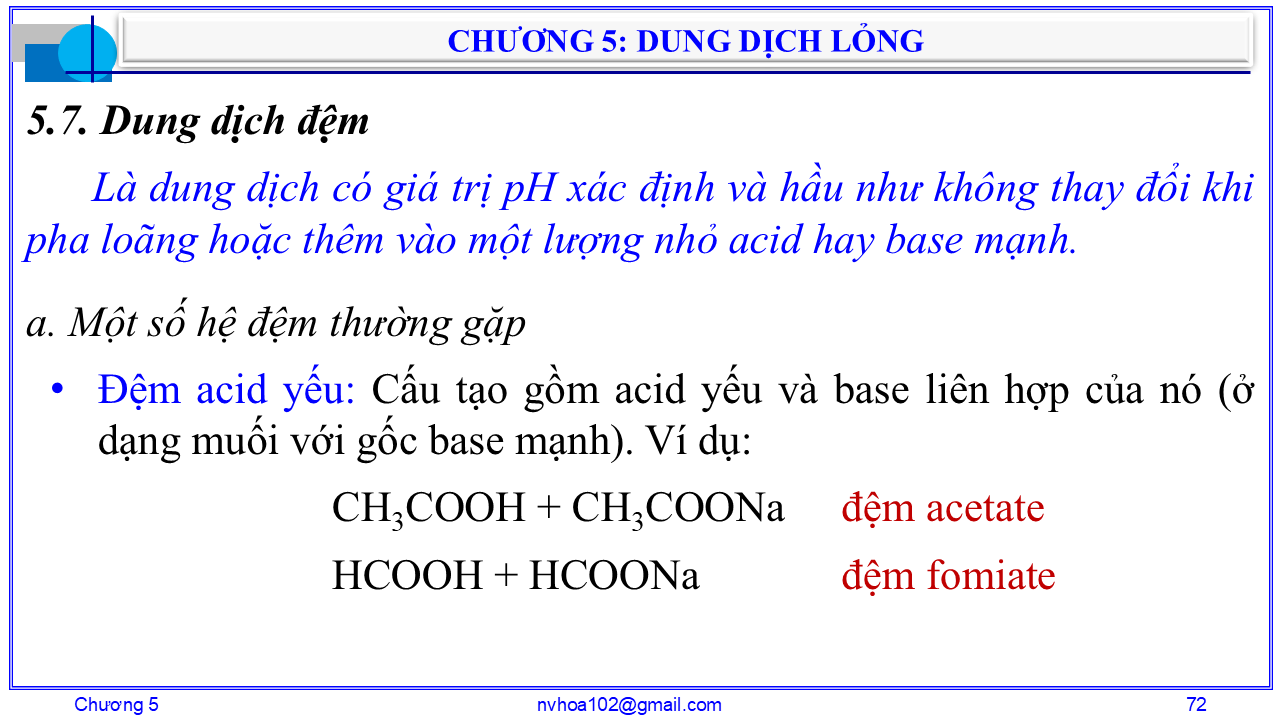 CHƯƠNG 5: DUNG DỊCH LỎNG
5.7. Dung dịch đệm
Là dung dịch có giá trị pH xác định và hầu như không thay đổi khi
pha loãng hoặc thêm vào một lượng nhỏ acid hay base mạnh.
a. Một số hệ đệm thường gặp
• Đệm acid yếu: Cấu tạo gồm acid yếu và base liên hợp của nó (ở
dạng muối với gốc base mạnh). Ví dụ:
CH₃COOH + CH₃COONa đệm acetate
HCOOH + HCOONa đệm fomiate
Chương 5 nvhoa102@gmail.com 72